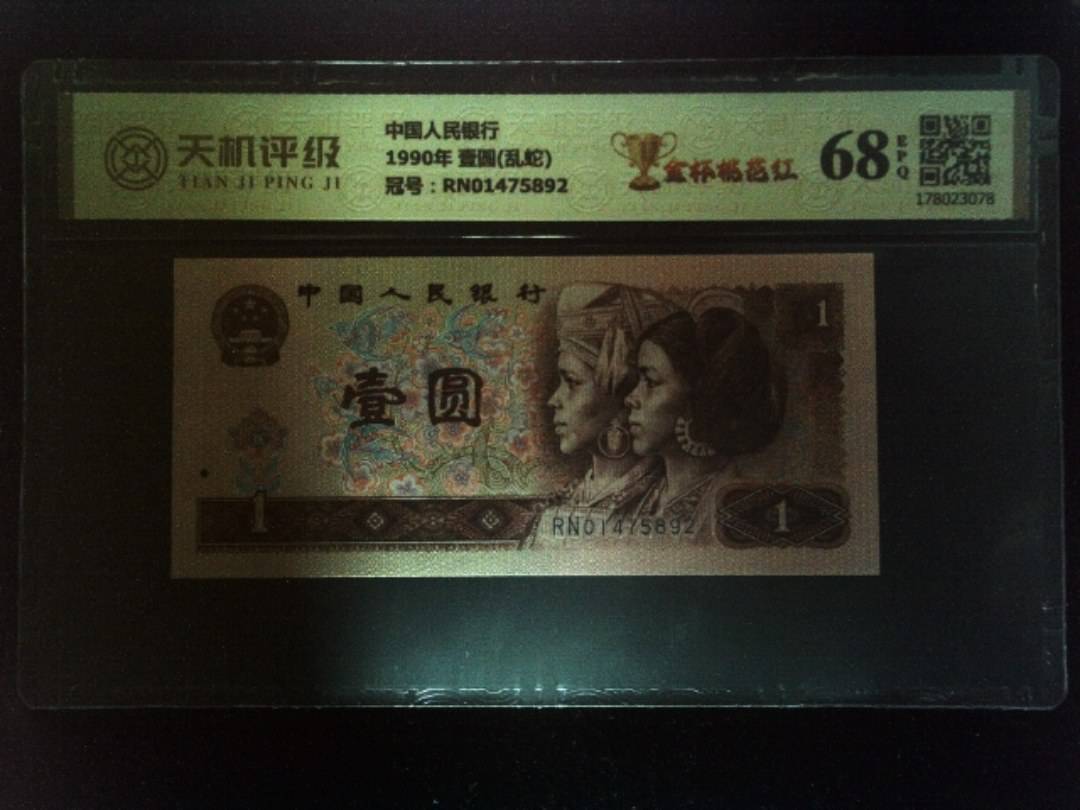 天机评级
TIAN JI PING JI
中国人民银行
1990年 壹圆(乱蛇)
冠号：RN01475892
金杯桃花红
68
EPQ
178023078
中国人民银行
1
壹圆
1
RN01475892
1